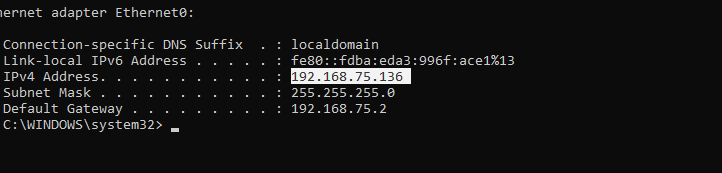 hernet adapter Ethernet0:
Connection-specific DNS Suffix . : localdomain
Link-local IPv6 Address . . . . . : fe80::fdba:eda3:996f:ace1%13
IPv4 Address. . . . . . . . . . . : 192.168.75.136
Subnet Mask . . . . . . . . . . . : 255.255.255.0
Default Gateway . . . . . . . . . : 192.168.75.2
C:\WINDOWS\system32>